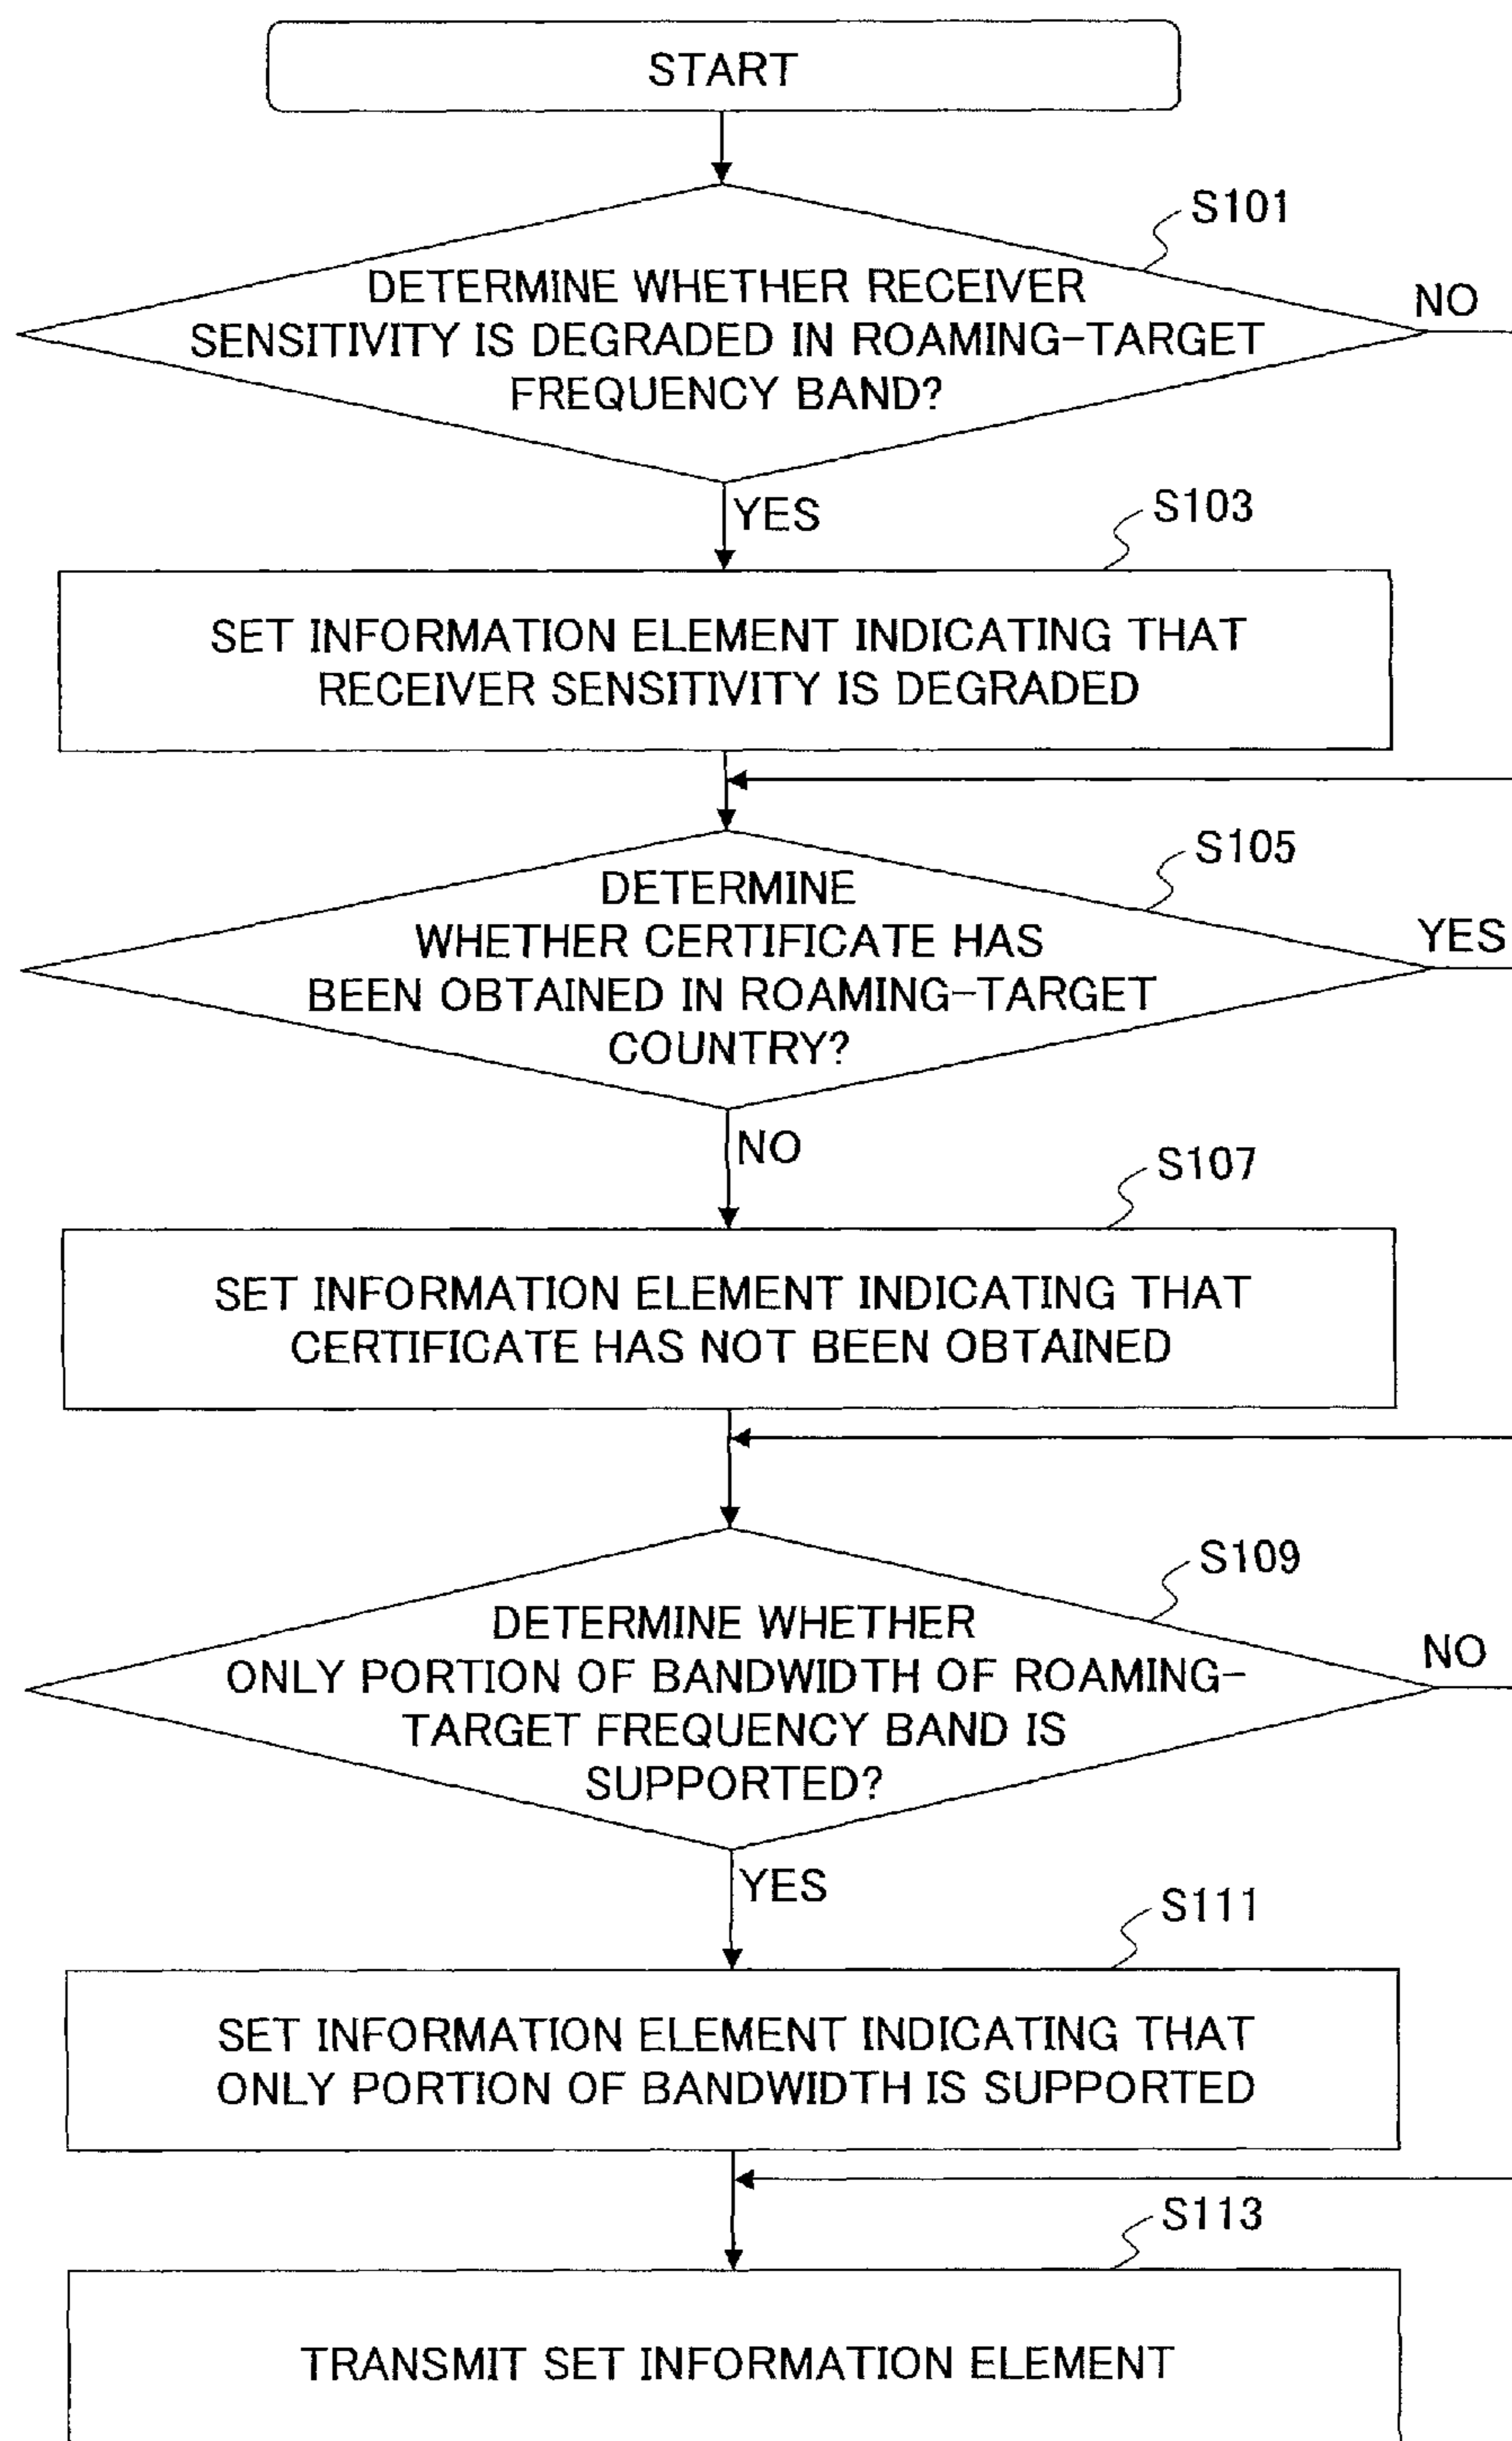 START
S101
DETERMINE WHETHER RECEIVER
SENSITIVITY IS DEGRADED IN ROAMING-TARGET
FREQUENCY BAND?
NO
YES
S103
SET INFORMATION ELEMENT INDICATING THAT
RECEIVER SENSITIVITY IS DEGRADED
S105
DETERMINE
WHETHER CERTIFICATE HAS
BEEN OBTAINED IN ROAMING-TARGET
COUNTRY?
YES
NO
S107
SET INFORMATION ELEMENT INDICATING THAT
CERTIFICATE HAS NOT BEEN OBTAINED
S109
DETERMINE WHETHER
ONLY PORTION OF BANDWIDTH OF ROAMING-
TARGET FREQUENCY BAND IS
SUPPORTED?
NO
YES
S111
SET INFORMATION ELEMENT INDICATING THAT
ONLY PORTION OF BANDWIDTH IS SUPPORTED
S113
TRANSMIT SET INFORMATION ELEMENT